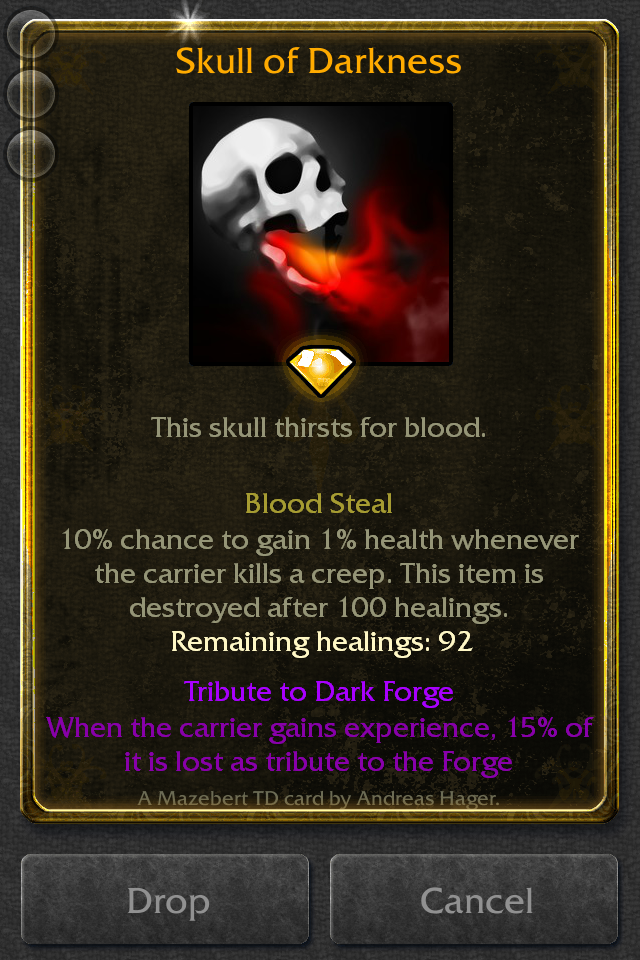 Skull of Darkness
This skull thirsts for blood.
Blood Steal
10% chance to gain 1% health whenever
the carrier kills a creep. This item is
destroyed after 100 healings.
Remaining healings: 92
Tribute to Dark Forge
When the carrier gains experience, 15% of
it is lost as tribute to the Forge
A Mazebert TD card by Andreas Hager.
Drop
Cancel